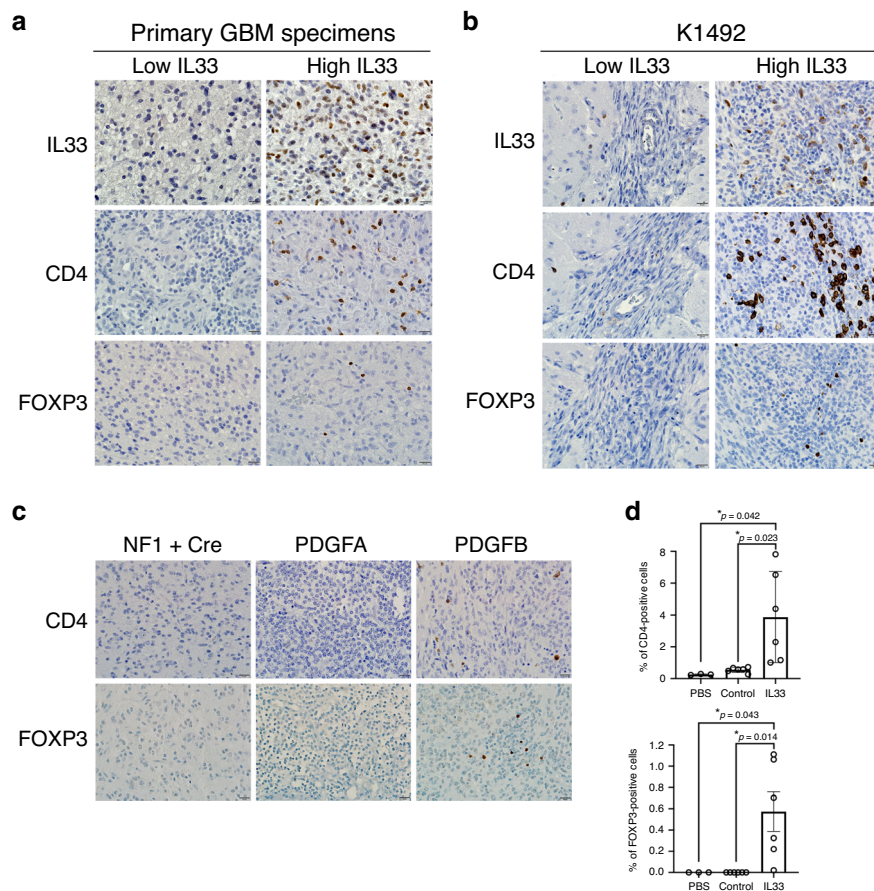 a
Primary GBM specimens
Low IL33 High IL33
IL33
CD4
FOXP3
b
K1492
Low IL33 High IL33
IL33
CD4
FOXP3
c
NF1 + Cre PDGFA PDGFB
CD4
FOXP3
d
*p = 0.042
*p = 0.023
% of CD4-positive cells
8
6
4
2
0
PBS Control IL33
*p = 0.043
*p = 0.014
% of FOXP3-positive cells
1.2
1.0
0.8
0.6
0.4
0.2
0.0
PBS Control IL33